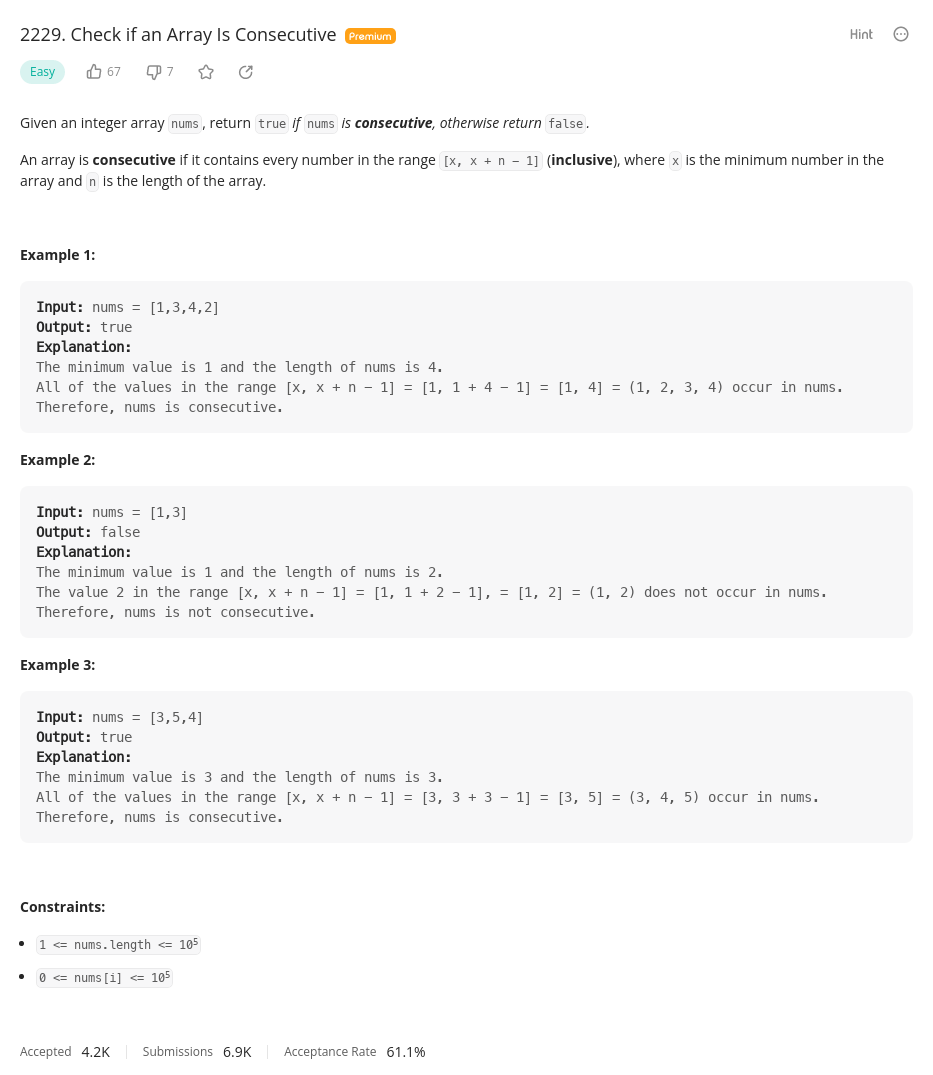 2229. Check if an Array Is Consecutive Premium Hint
Easy 67 7
Given an integer array nums, return true if nums is consecutive, otherwise return false.
An array is consecutive if it contains every number in the range [x, x + n − 1] (inclusive), where x is the minimum number in the
array and n is the length of the array.
Example 1:
Input: nums = [1,3,4,2]
Output: true
Explanation:
The minimum value is 1 and the length of nums is 4.
All of the values in the range [x, x + n − 1] = [1, 1 + 4 − 1] = [1, 4] = (1, 2, 3, 4) occur in nums.
Therefore, nums is consecutive.
Example 2:
Input: nums = [1,3]
Output: false
Explanation:
The minimum value is 1 and the length of nums is 2.
The value 2 in the range [x, x + n − 1] = [1, 1 + 2 − 1], = [1, 2] = (1, 2) does not occur in nums.
Therefore, nums is not consecutive.
Example 3:
Input: nums = [3,5,4]
Output: true
Explanation:
The minimum value is 3 and the length of nums is 3.
All of the values in the range [x, x + n − 1] = [3, 3 + 3 − 1] = [3, 5] = (3, 4, 5) occur in nums.
Therefore, nums is consecutive.
Constraints:
• 1 <= nums.length <= 10⁵
• 0 <= nums[i] <= 10⁵
Accepted 4.2K Submissions 6.9K Acceptance Rate 61.1%